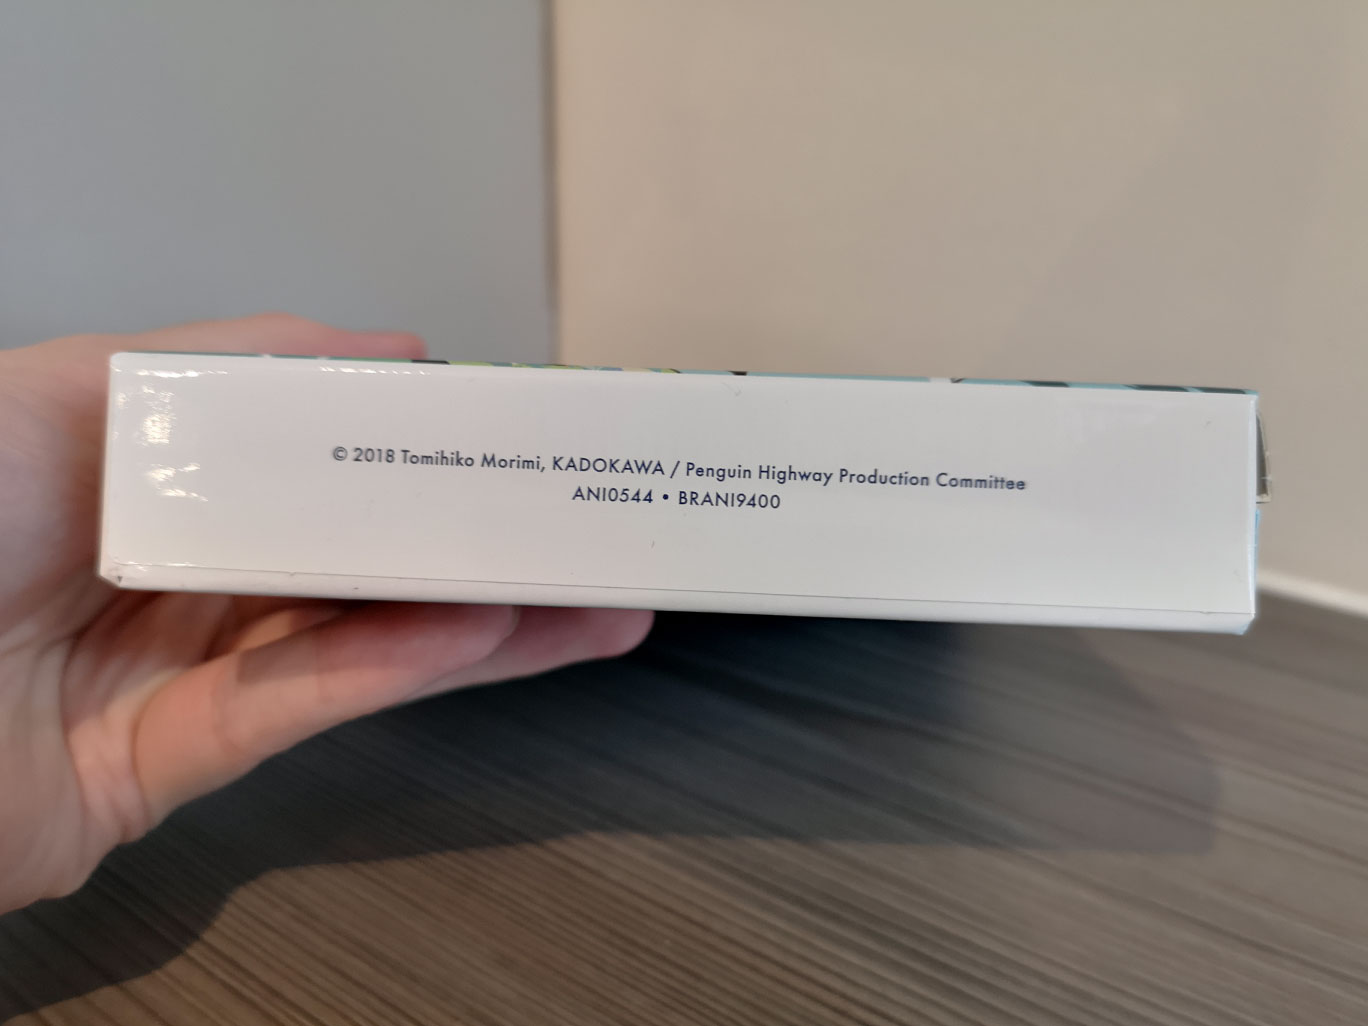 © 2018 Tomihiko Morimi, KADOKAWA / Penguin Highway Production Committee
ANI0544 • BRANI9400